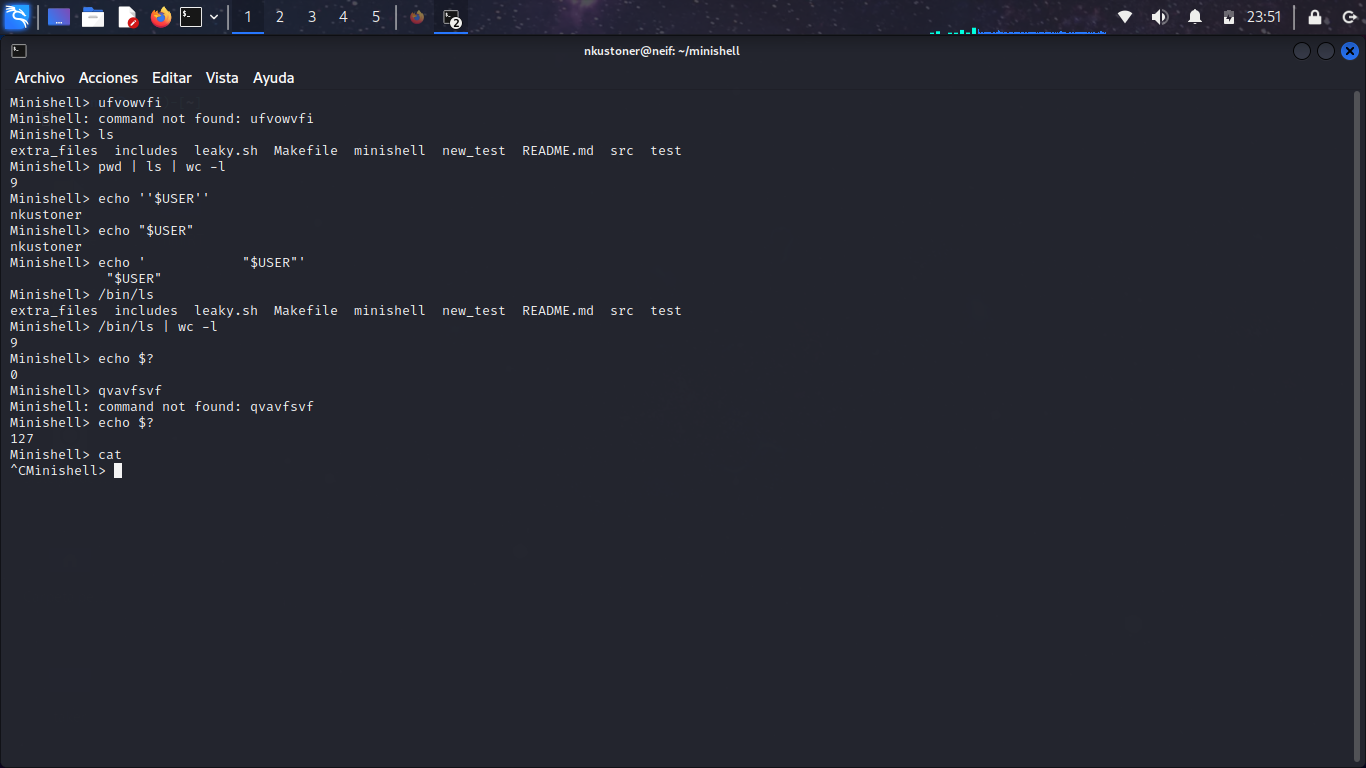 1 2 3 4 5 2 23:51
nkustoner@neif: ~/minishell
Archivo Acciones Editar Vista Ayuda
Minishell> ufvowvfi
Minishell: command not found: ufvowvfi
Minishell> ls
extra_files  includes  leaky.sh  Makefile  minishell  new_test  README.md  src  test
Minishell> pwd | ls | wc -l
9
Minishell> echo ''$USER''
nkustoner
Minishell> echo "$USER"
nkustoner
Minishell> echo '            "$USER"'
            "$USER"
Minishell> /bin/ls
extra_files  includes  leaky.sh  Makefile  minishell  new_test  README.md  src  test
Minishell> /bin/ls | wc -l
9
Minishell> echo $?
0
Minishell> qvavfsvf
Minishell: command not found: qvavfsvf
Minishell> echo $?
127
Minishell> cat
^CMinishell>